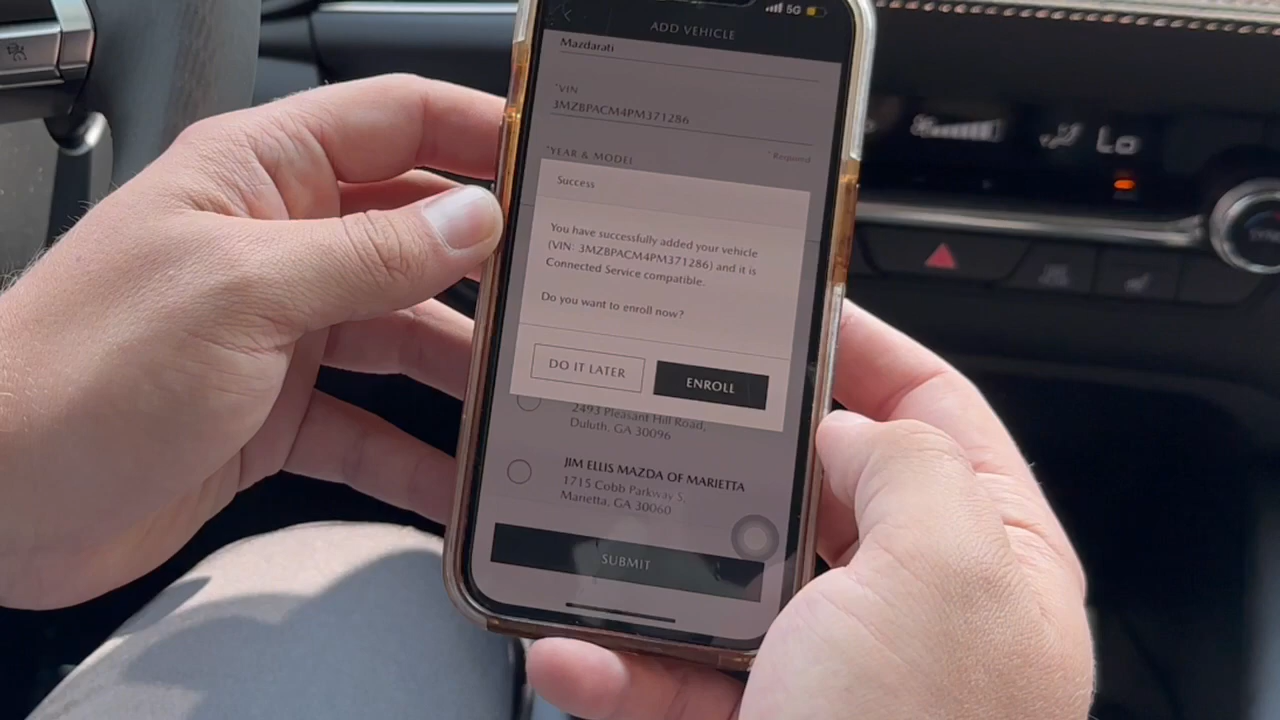 5G
ADD VEHICLE
Mazdarati
*VIN
3MZBPACM4PM371286
*Required
*YEAR & MODEL
Success
You have successfully added your vehicle
(VIN: 3MZBPACM4PM371286) and it is
Connected Service compatible.
Do you want to enroll now?
DO IT LATER
ENROLL
2493 Pleasant Hill Road,
Duluth, GA 30096
JIM ELLIS MAZDA OF MARIETTA
1715 Cobb Parkway S,
Marietta, GA 30060
SUBMIT
Lo
SYNC